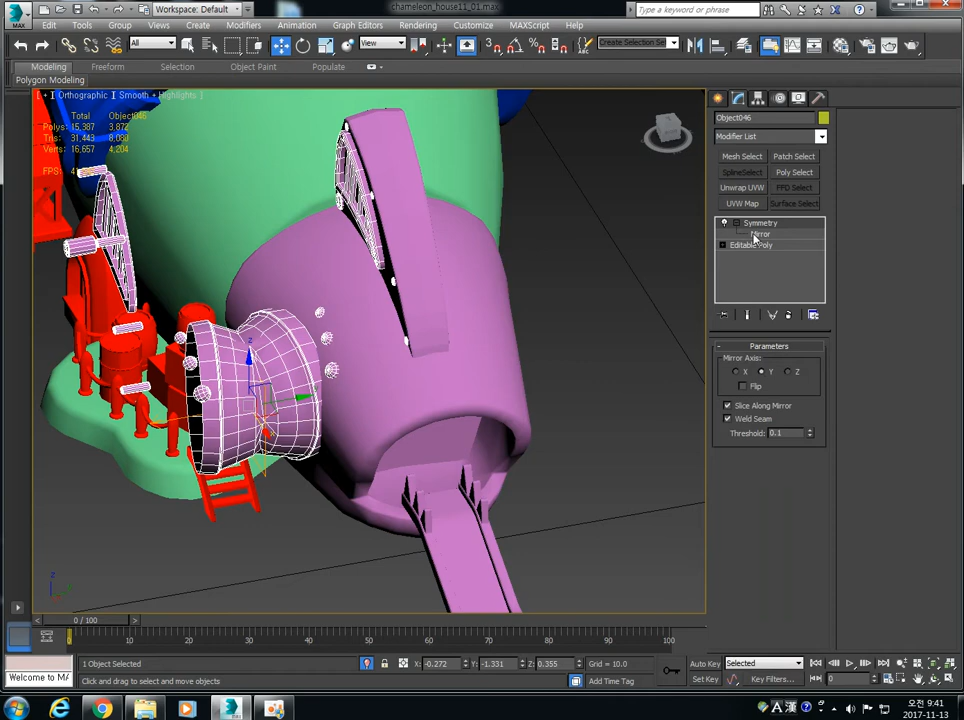 MAX
Workspace: Default
chameleon_house11_01.max
Type a keyword or phrase
Edit Tools Group Views Create Modifiers Animation Graph Editors Rendering Customize MAXScript Help
All
View
Create Selection Se
Modeling Freeform Object Paint Populate
Polygon Modeling
[ + ] [ Orthographic ] [ Smooth + Highlights ]
Total Object046
Polys: 15,387 3,872
Tris: 31,443 8,080
Verts: 16,657 4,204
FPS:
Object046
Modifier List
Mesh Select Patch Select
SplineSelect Poly Select
Unwrap UVW FFD Select
UVW Map Surface Select
Symmetry
Mirror
Editable Poly
Parameters
Mirror Axis:
X Y Z
Flip
Slice Along Mirror
Weld Seam
Threshold: 0.1
0 / 100
0 10 20 30 40 50 60 70 80 90 100
1 Object Selected X: -0.272 Y: -1.331 Z: 0.355 Grid = 10.0
Auto Key Selected
Welcome to MA
Click and drag to select and move objects
Add Time Tag
Set Key Key Filters...
0
A 漢
오전 9:41
2017-11-13